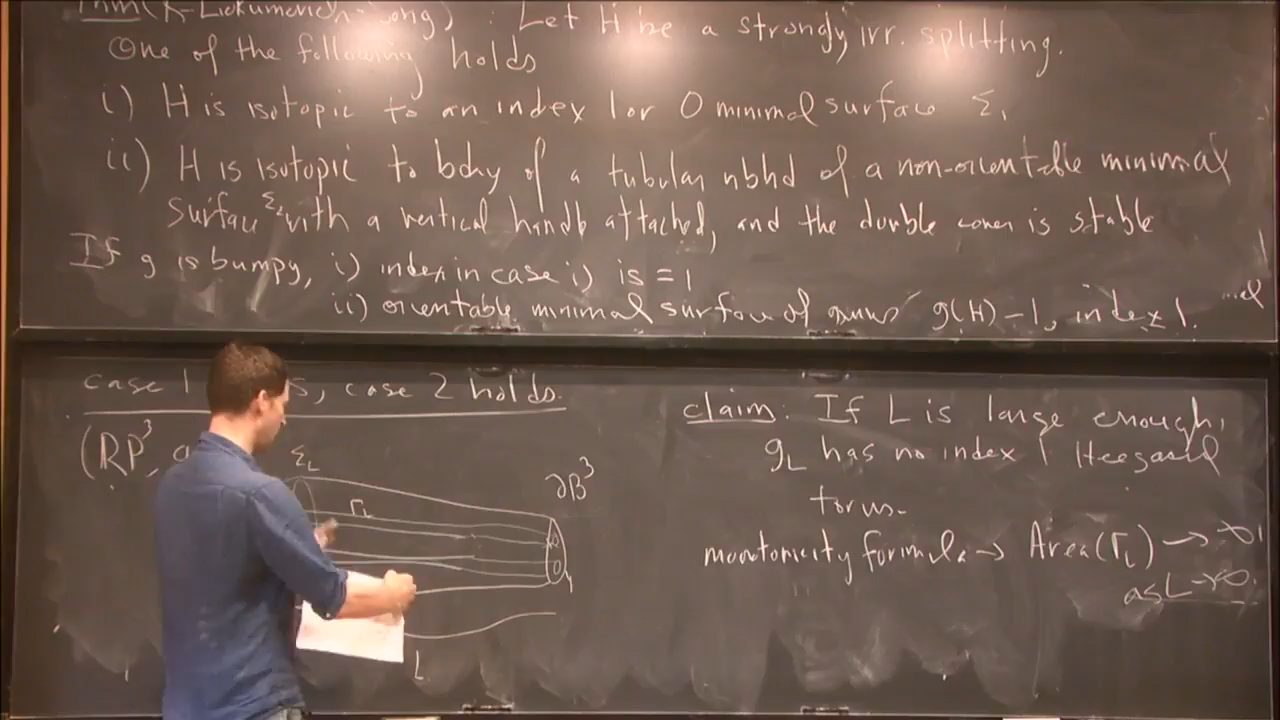 Thm (K-Liokumovich-Song) : Let H be a strongly irr. splitting.
One of the following holds
i) H is isotopic to an index 1 or 0 minimal surface Σ₁
ii) H is isotopic to bdry of a tubular nbhd of a non-orientable minimal
surface Σ₂ with a vertical handle attached, and the double cover is stable
If g is bumpy, i) index in case i) is = 1
ii) orientable minimal surface of genus g(H)-1, index 1.
case 1 , case 2 holds.
(RP³,
Σ_L
Γ_L
∂B³
L
claim: If L is large enough,
g_L has no index 1 Heegaard
torus.
monotonicity formula → Area(Γ_L) → ∞
as L→∞.